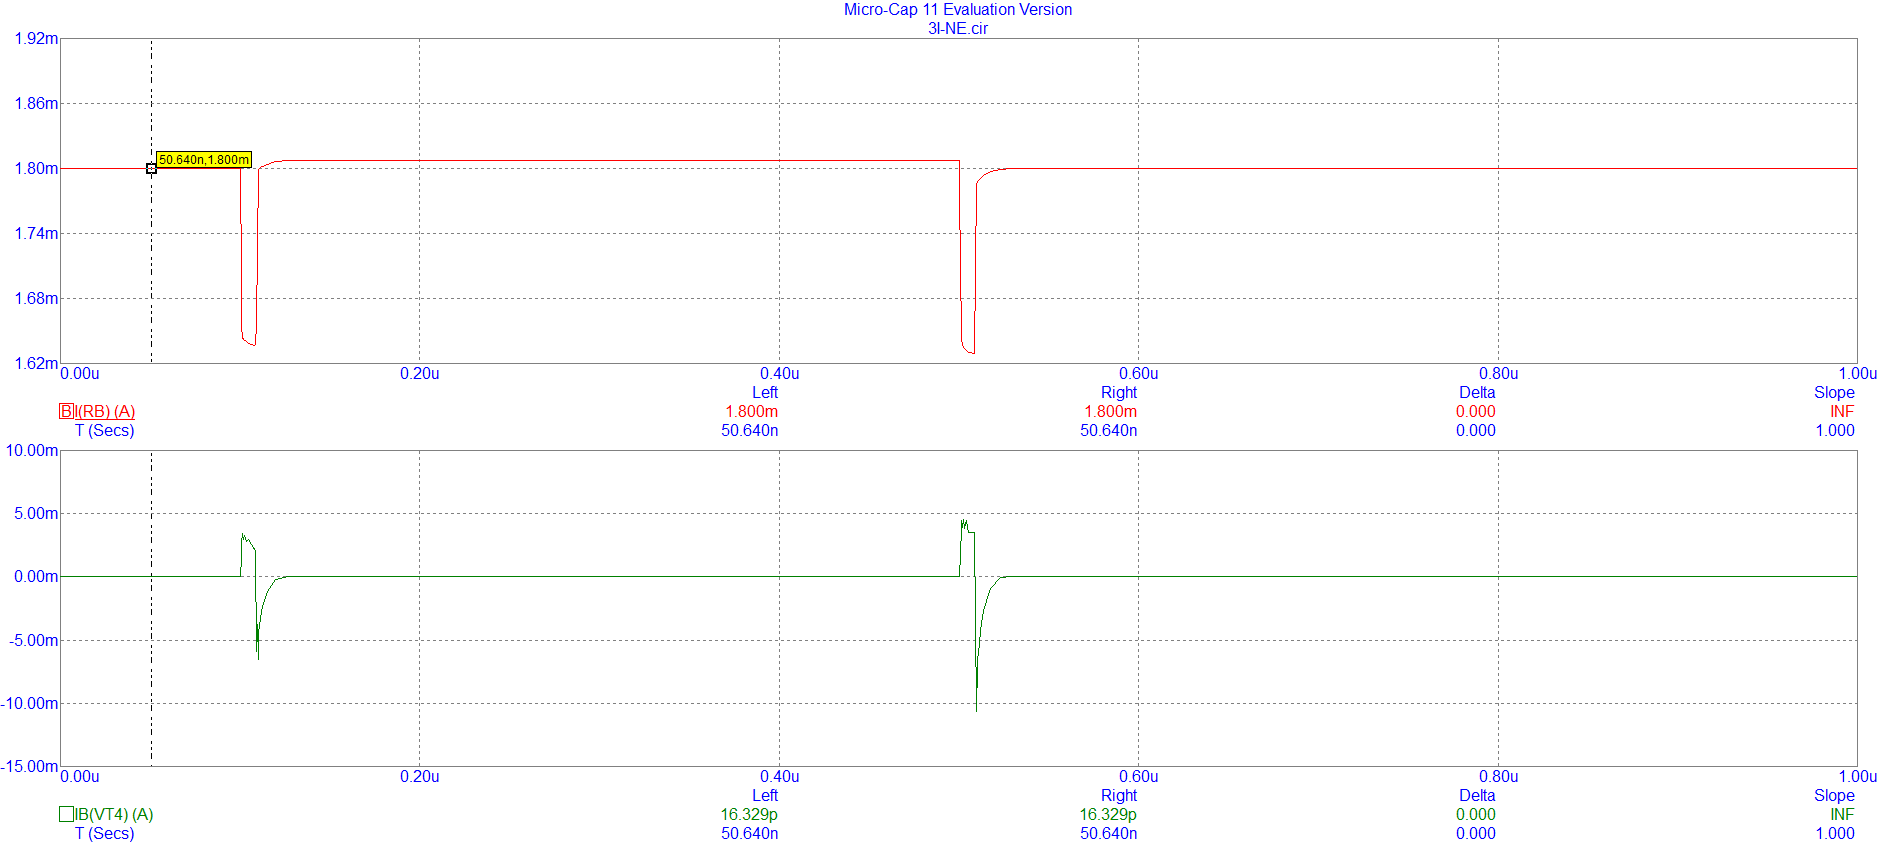 Micro-Cap 11 Evaluation Version
3I-NE.cir
1.92m
1.86m
50.640n,1.800m
1.80m
1.74m
1.68m
1.62m
0.00u 0.20u 0.40u 0.60u 0.80u 1.00u
Left Right Delta Slope
B I(RB) (A) 1.800m 1.800m 0.000 INF
T (Secs) 50.640n 50.640n 0.000 1.000
10.00m
5.00m
0.00m
-5.00m
-10.00m
-15.00m
0.00u 0.20u 0.40u 0.60u 0.80u 1.00u
Left Right Delta Slope
IB(VT4) (A) 16.329p 16.329p 0.000 INF
T (Secs) 50.640n 50.640n 0.000 1.000